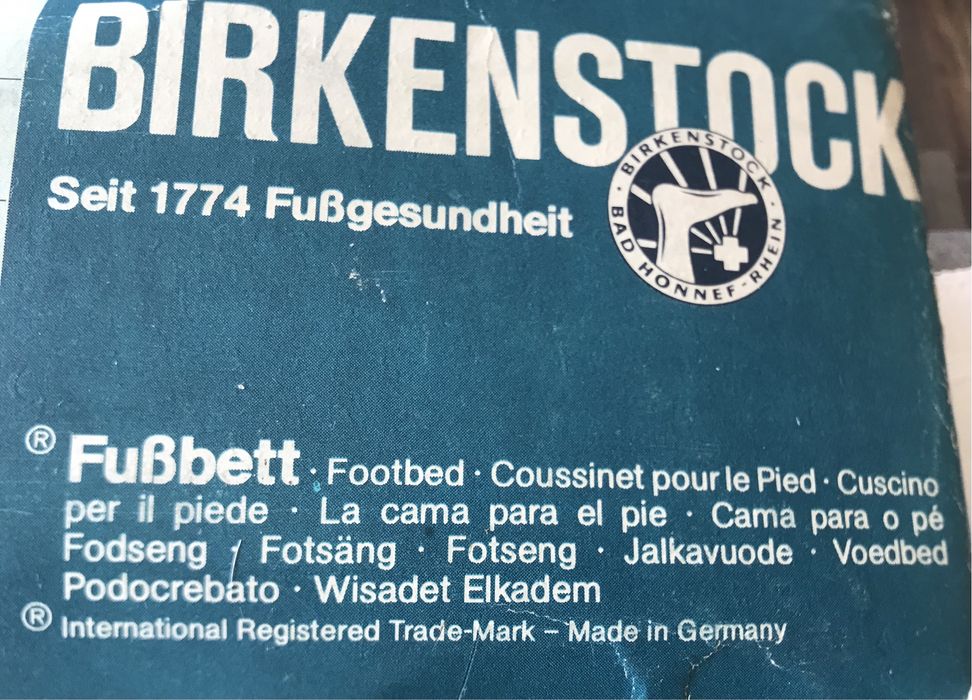 BIRKENSTOCK
Seit 1774 Fußgesundheit
BIRKENSTOCK · BAD HONNEF-RHEIN ·
® Fußbett · Footbed · Coussinet pour le Pied · Cuscino
per il piede · La cama para el pie · Cama para o pé
Fodseng · Fotsäng · Fotseng · Jalkavuode · Voedbed
Podocrebato · Wisadet Elkadem
® International Registered Trade-Mark – Made in Germany